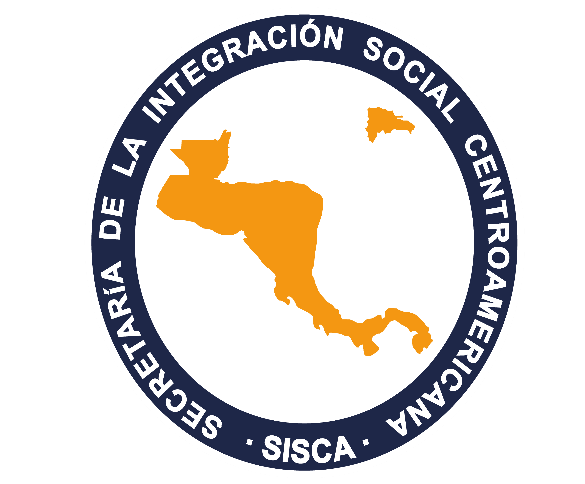 SECRETARÍA DE LA INTEGRACIÓN SOCIAL CENTROAMERICANA
· SISCA ·